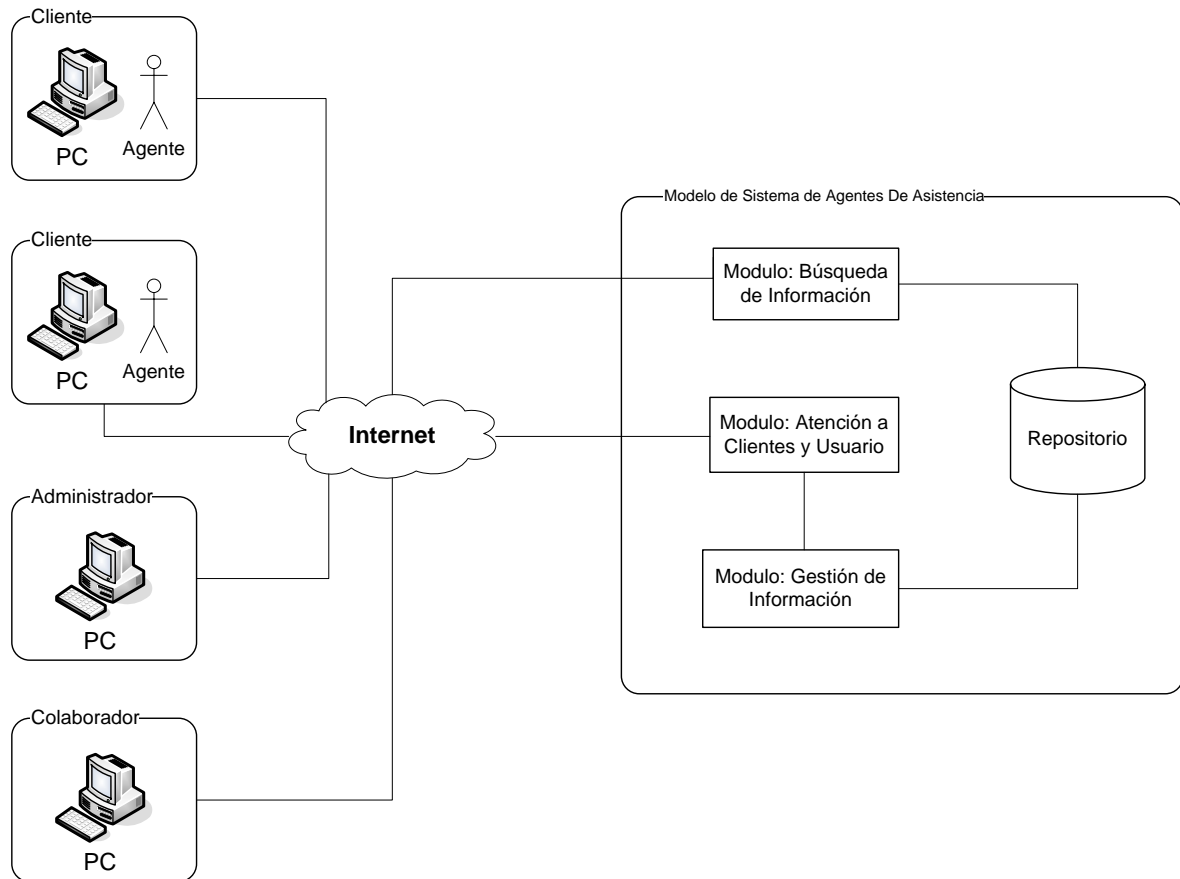 Cliente
PC
Agente
Cliente
PC
Agente
Administrador
PC
Colaborador
PC
Internet
Modelo de Sistema de Agentes De Asistencia
Modulo: Búsqueda
de Información
Modulo: Atención a
Clientes y Usuario
Modulo: Gestión de
Información
Repositorio